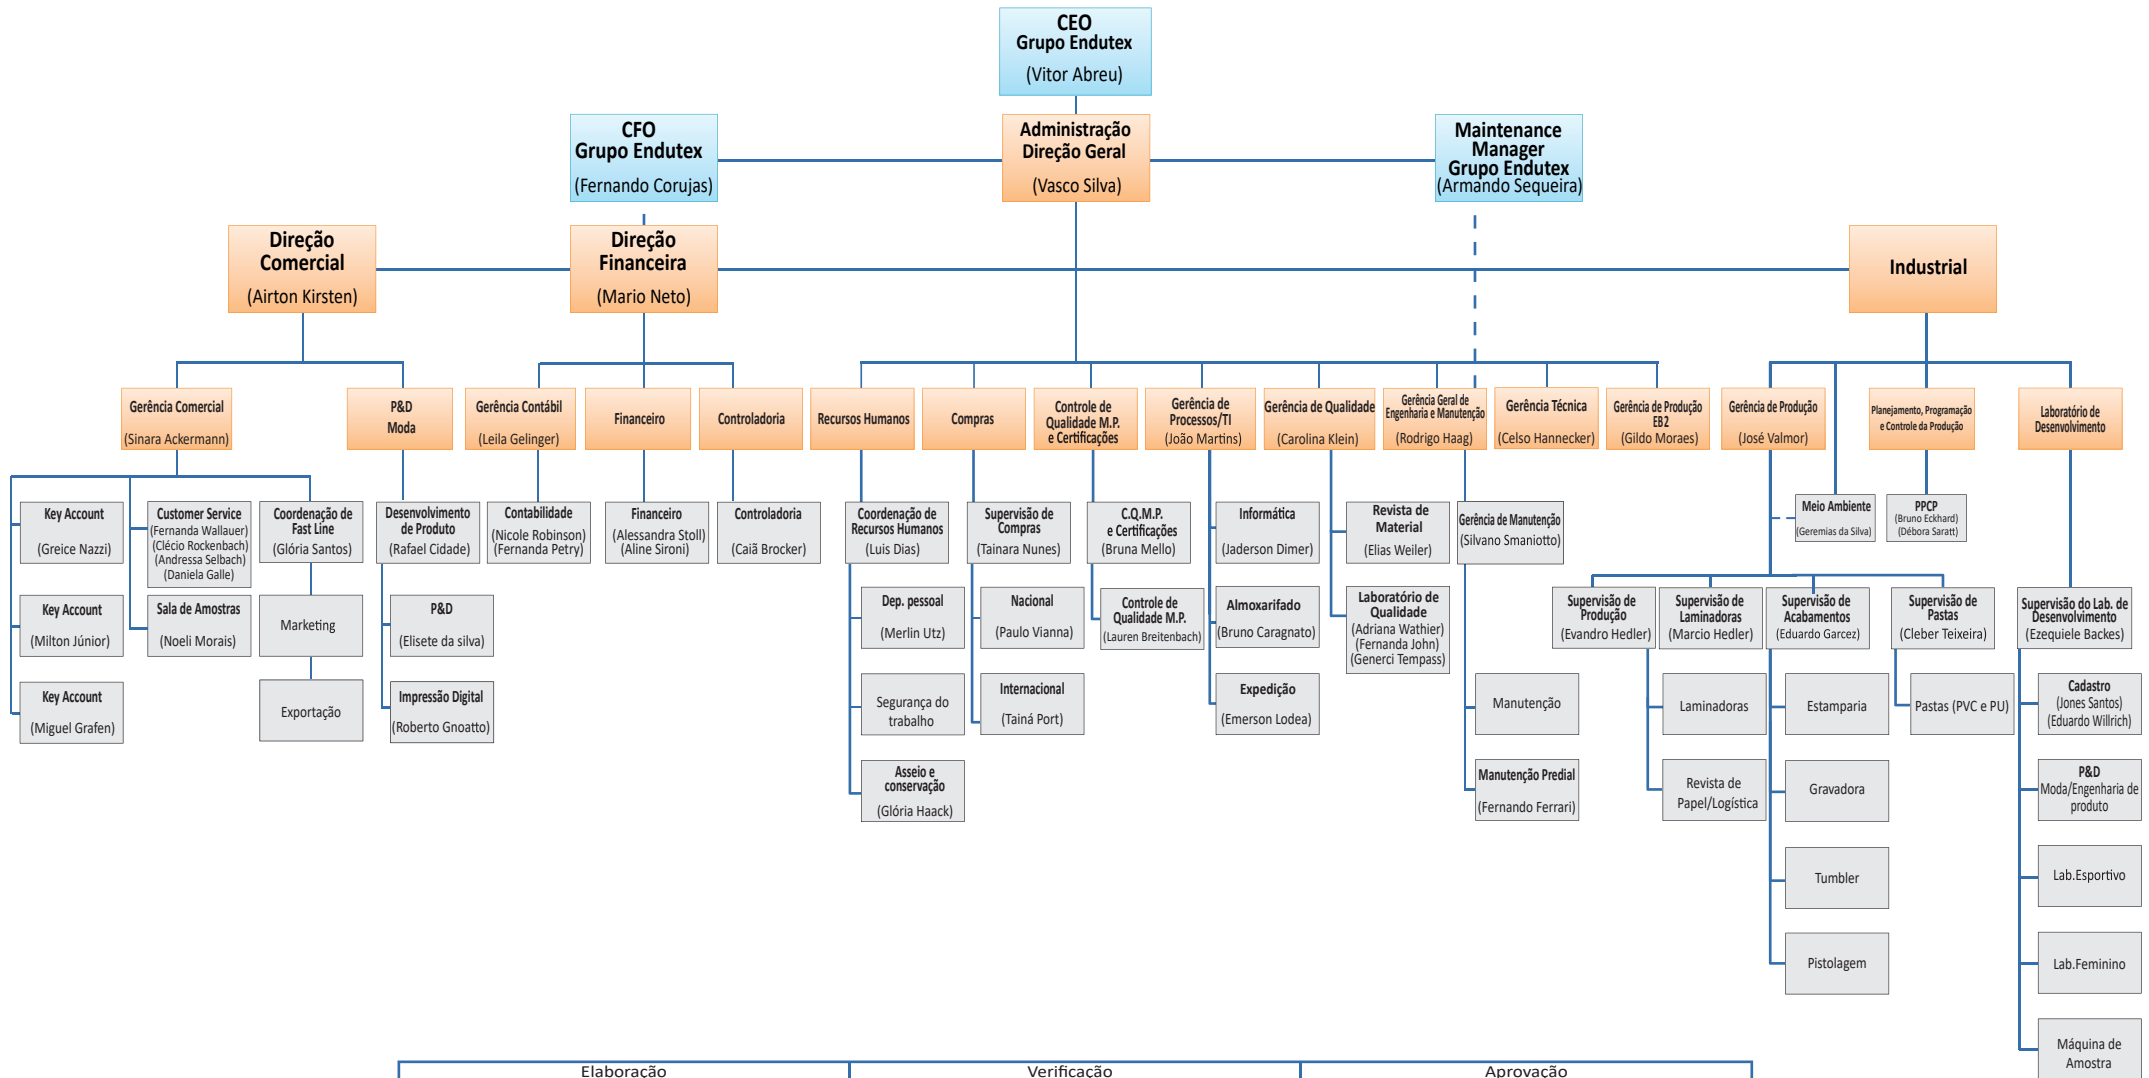 CEO
Grupo Endutex
(Vitor Abreu)
CFO
Grupo Endutex
(Fernando Corujas)
Administração
Direção Geral
(Vasco Silva)
Maintenance
Manager
Grupo Endutex
(Armando Sequeira)
Direção
Comercial
(Airton Kirsten)
Direção
Financeira
(Mario Neto)
Industrial
Gerência Comercial
(Sinara Ackermann)
P&D
Moda
Gerência Contábil
(Leila Gelinger)
Financeiro
Controladoria
Recursos Humanos
Compras
Controle de
Qualidade M.P.
e Certificações
Gerência de
Processos/TI
(João Martins)
Gerência de Qualidade
(Carolina Klein)
Gerência Geral de
Engenharia e Manutenção
(Rodrigo Haag)
Gerência Técnica
(Celso Hannecker)
Gerência de Produção
EB2
(Gildo Moraes)
Gerência de Produção
(José Valmor)
Planejamento, Programação
e Controle da Produção
Laboratório de
Desenvolvimento
Key Account
(Greice Nazzi)
Customer Service
(Fernanda Wallauer)
(Clécio Rockenbach)
(Andressa Selbach)
(Daniela Galle)
Coordenação de
Fast Line
(Glória Santos)
Desenvolvimento
de Produto
(Rafael Cidade)
Contabilidade
(Nicole Robinson)
(Fernanda Petry)
Financeiro
(Alessandra Stoll)
(Aline Sironi)
Controladoria
(Caiã Brocker)
Coordenação de
Recursos Humanos
(Luis Dias)
Supervisão de
Compras
(Tainara Nunes)
C.Q.M.P.
e Certificações
(Bruna Mello)
Informática
(Jaderson Dimer)
Revista de
Material
(Elias Weiler)
Gerência de Manutenção
(Silvano Smaniotto)
Meio Ambiente
(Geremias da Silva)
PPCP
(Bruno Eckhard)
(Débora Saratt)
Key Account
(Milton Júnior)
Sala de Amostras
(Noeli Morais)
Marketing
P&D
(Elisete da silva)
Dep. pessoal
(Merlin Utz)
Nacional
(Paulo Vianna)
Controle de
Qualidade M.P.
(Lauren Breitenbach)
Almoxarifado
(Bruno Caragnato)
Laboratório de
Qualidade
(Adriana Wathier)
(Fernanda John)
(Generci Tempass)
Supervisão de
Produção
(Evandro Hedler)
Supervisão de
Laminadoras
(Marcio Hedler)
Supervisão de
Acabamentos
(Eduardo Garcez)
Supervisão de
Pastas
(Cleber Teixeira)
Supervisão do Lab. de
Desenvolvimento
(Ezequiele Backes)
Key Account
(Miguel Grafen)
Exportação
Impressão Digital
(Roberto Gnoatto)
Segurança do
trabalho
Internacional
(Tainá Port)
Expedição
(Emerson Lodea)
Manutenção
Laminadoras
Estamparia
Pastas (PVC e PU)
Cadastro
(Jones Santos)
(Eduardo Willrich)
Asseio e
conservação
(Glória Haack)
Manutenção Predial
(Fernando Ferrari)
Revista de
Papel/Logística
Gravadora
P&D
Moda/Engenharia de
produto
Tumbler
Lab.Esportivo
Pistolagem
Lab.Feminino
Máquina de
Amostra
Elaboração
Verificação
Aprovação